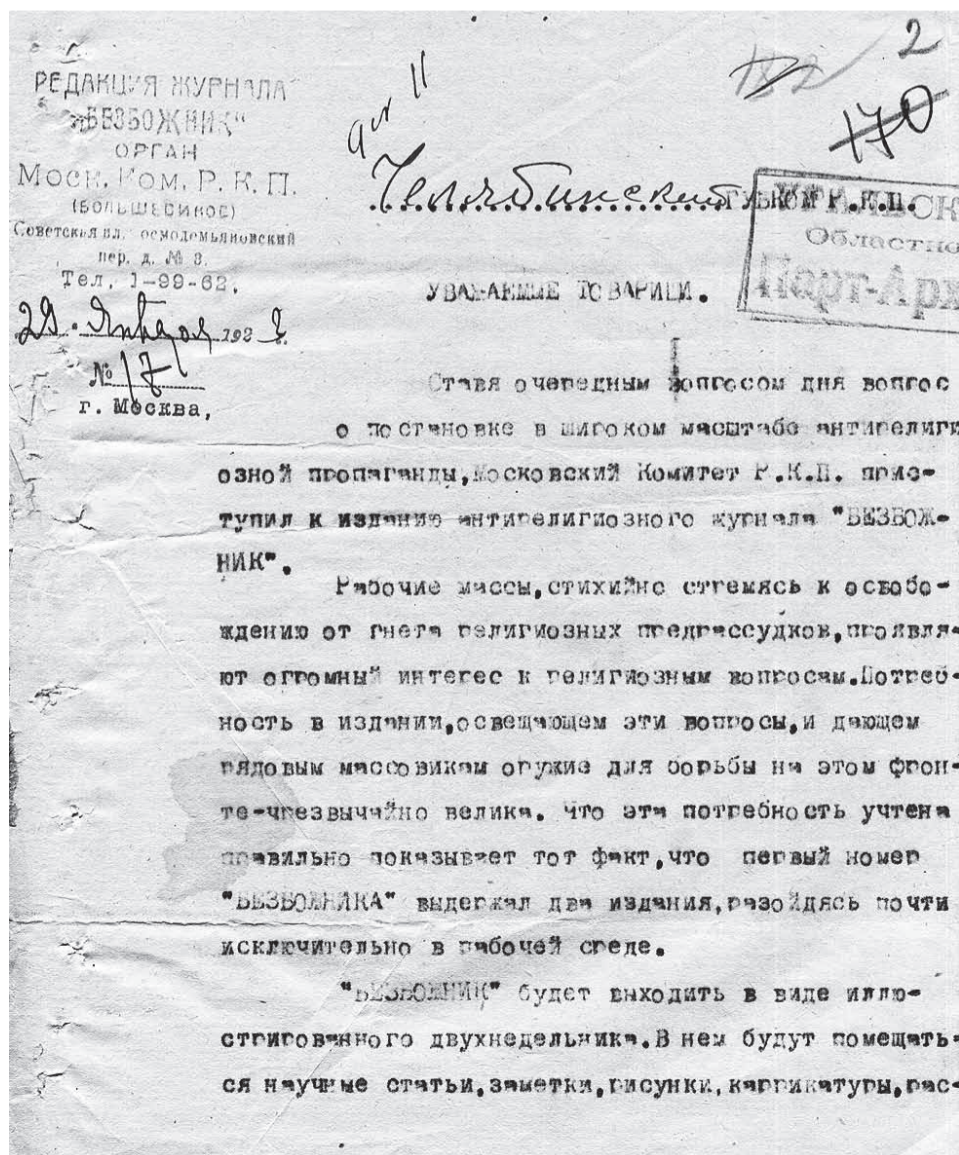 2
182
170
РЕДАКЦИЯ ЖУРНАЛА
„БЕЗБОЖНИК“
ОРГАН
МОСК. КОМ. Р. К. П.
(БОЛЬШЕВИКОВ)
Советская пл. осмодемьяновский
пер. д. № 3.
Тел. 1-99-62.
29. Января 1923.
№ 171
г. Москва,
Челябинский ГУБКОМ Р.К.П.
УРАЛЬСК
Областно
Парт-Арх
УВАЖАЕМЫЕ ТОВАРИЩИ.
Ставя очередным вопросом дня вопрос
о постановке в широком масштабе антирелиги
озной пропаганды,Московский Комитет Р.К.П. прис-
тупил к изданию антирелигиозного журнала "БЕЗБОЖ-
НИК".
Рабочие массы,стихийно стремясь к освобо-
ждению от гнета религиозных предрассудков,проявля-
ют огромный интерес к религиозным вопросам.Потреб-
ность в издании,освещающем эти вопросы,и дающем
рядовым массовикам оружие для борьбы на этом фрон-
те-чрезвычайно велика. Что эта потребность учтена
правильно показывает тот факт,что первый номер
"БЕЗБОЖНИКА" выдержал два издания,разойдясь почти
исключительно в рабочей среде.
"БЕЗБОЖНИК" будет выходить в виде иллю-
стрированного двухнедельника.В нем будут помещать-
ся научные статьи,заметки,рисунки,каррикатуры,рас-